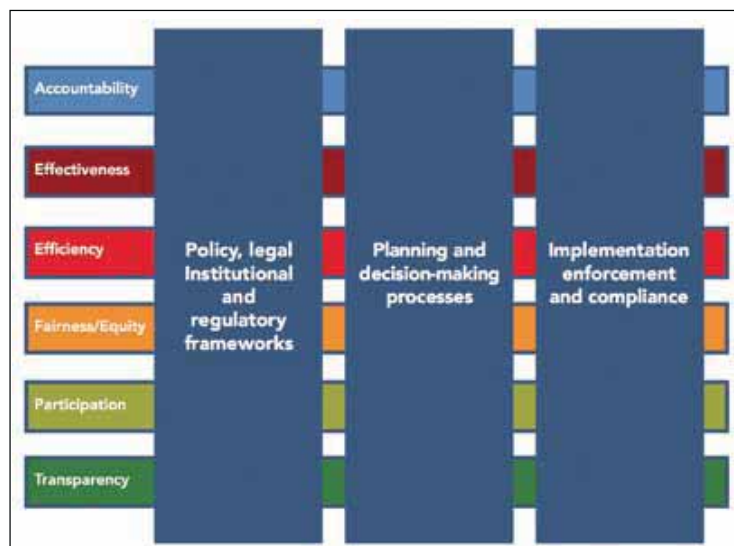 Accountability
Effectiveness
Efficiency
Fairness/Equity
Participation
Transparency
Policy, legal
Institutional
and
regulatory
frameworks
Planning and
decision-making
processes
Implementation
enforcement
and compliance